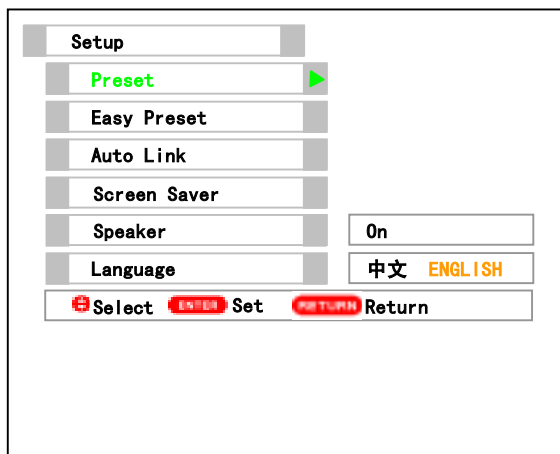 Setup
Preset
Easy Preset
Auto Link
Screen Saver
Speaker On
Language 中文 ENGLISH
Select ENTER Set RETURN Return